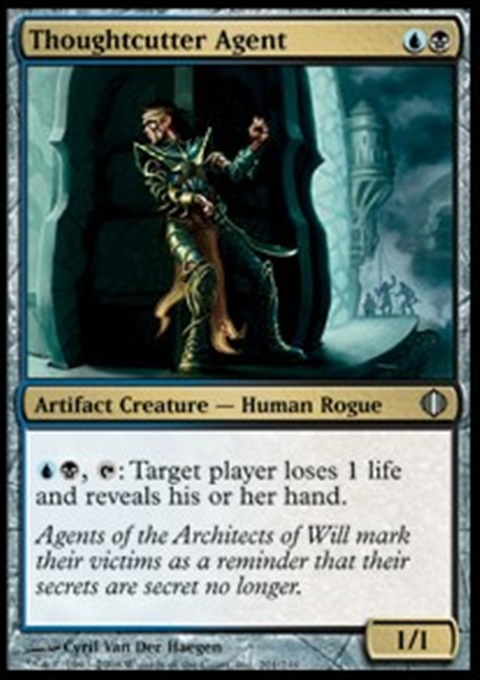 Thoughtcutter Agent
Artifact Creature — Human Rogue
, : Target player loses 1 life
and reveals his or her hand.
Agents of the Architects of Will mark
their victims as a reminder that their
secrets are secret no longer.
Cyril Van Der Haegen
1/1